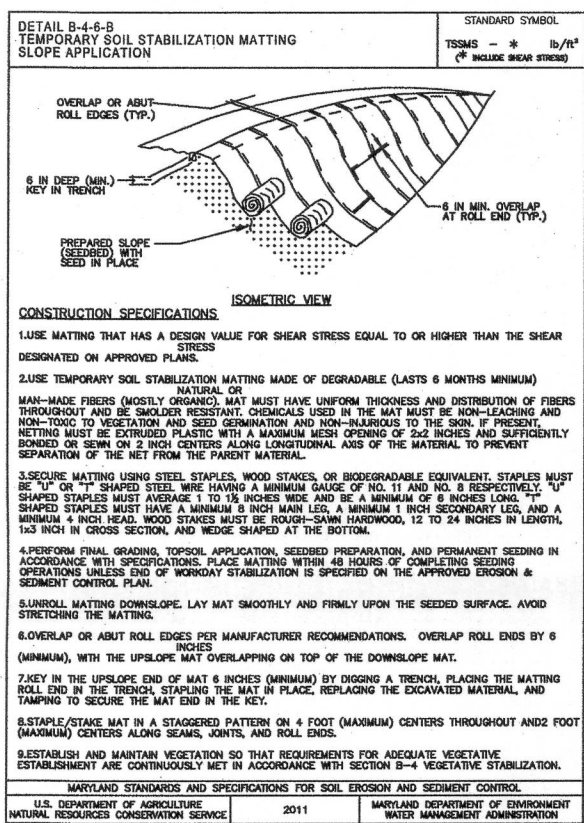 DETAIL B-4-6-B
TEMPORARY SOIL STABILIZATION MATTING
SLOPE APPLICATION
STANDARD SYMBOL
TSSMS - * lb/ft²
(* INCLUDE SHEAR STRESS)
OVERLAP OR ABUT
ROLL EDGES (TYP.)
6 IN DEEP (MIN.)
KEY IN TRENCH
6 IN MIN. OVERLAP
AT ROLL END (TYP.)
PREPARED SLOPE
(SEEDBED) WITH
SEED IN PLACE
ISOMETRIC VIEW
CONSTRUCTION SPECIFICATIONS
1.USE MATTING THAT HAS A DESIGN VALUE FOR SHEAR STRESS EQUAL TO OR HIGHER THAN THE SHEAR
STRESS
DESIGNATED ON APPROVED PLANS.
2.USE TEMPORARY SOIL STABILIZATION MATTING MADE OF DEGRADABLE (LASTS 6 MONTHS MINIMUM)
NATURAL OR
MAN-MADE FIBERS (MOSTLY ORGANIC). MAT MUST HAVE UNIFORM THICKNESS AND DISTRIBUTION OF FIBERS
THROUGHOUT AND BE SMOLDER RESISTANT. CHEMICALS USED IN THE MAT MUST BE NON-LEACHING AND
NON-TOXIC TO VEGETATION AND SEED GERMINATION AND NON-INJURIOUS TO THE SKIN. IF PRESENT,
NETTING MUST BE EXTRUDED PLASTIC WITH A MAXIMUM MESH OPENING OF 2x2 INCHES AND SUFFICIENTLY
BONDED OR SEWN ON 2 INCH CENTERS ALONG LONGITUDINAL AXIS OF THE MATERIAL TO PREVENT
SEPARATION OF THE NET FROM THE PARENT MATERIAL.
3.SECURE MATTING USING STEEL STAPLES, WOOD STAKES, OR BIODEGRADABLE EQUIVALENT. STAPLES MUST
BE "U" OR "T" SHAPED STEEL WIRE HAVING A MINIMUM GAUGE OF NO. 11 AND NO. 8 RESPECTIVELY. "U"
SHAPED STAPLES MUST AVERAGE 1 TO 1½ INCHES WIDE AND BE A MINIMUM OF 6 INCHES LONG. "T"
SHAPED STAPLES MUST HAVE A MINIMUM 8 INCH MAIN LEG, A MINIMUM 1 INCH SECONDARY LEG, AND A
MINIMUM 4 INCH HEAD. WOOD STAKES MUST BE ROUGH-SAWN HARDWOOD, 12 TO 24 INCHES IN LENGTH,
1x3 INCH IN CROSS SECTION, AND WEDGE SHAPED AT THE BOTTOM.
4.PERFORM FINAL GRADING, TOPSOIL APPLICATION, SEEDBED PREPARATION, AND PERMANENT SEEDING IN
ACCORDANCE WITH SPECIFICATIONS. PLACE MATTING WITHIN 48 HOURS OF COMPLETING SEEDING
OPERATIONS UNLESS END OF WORKDAY STABILIZATION IS SPECIFIED ON THE APPROVED EROSION &
SEDIMENT CONTROL PLAN.
5.UNROLL MATTING DOWNSLOPE. LAY MAT SMOOTHLY AND FIRMLY UPON THE SEEDED SURFACE. AVOID
STRETCHING THE MATTING.
6.OVERLAP OR ABUT ROLL EDGES PER MANUFACTURER RECOMMENDATIONS. OVERLAP ROLL ENDS BY 6
INCHES
(MINIMUM), WITH THE UPSLOPE MAT OVERLAPPING ON TOP OF THE DOWNSLOPE MAT.
7.KEY IN THE UPSLOPE END OF MAT 6 INCHES (MINIMUM) BY DIGGING A TRENCH, PLACING THE MATTING
ROLL END IN THE TRENCH, STAPLING THE MAT IN PLACE, REPLACING THE EXCAVATED MATERIAL, AND
TAMPING TO SECURE THE MAT END IN THE KEY.
8.STAPLE/STAKE MAT IN A STAGGERED PATTERN ON 4 FOOT (MAXIMUM) CENTERS THROUGHOUT AND2 FOOT
(MAXIMUM) CENTERS ALONG SEAMS, JOINTS, AND ROLL ENDS.
9.ESTABLISH AND MAINTAIN VEGETATION SO THAT REQUIREMENTS FOR ADEQUATE VEGETATIVE
ESTABLISHMENT ARE CONTINUOUSLY MET IN ACCORDANCE WITH SECTION B-4 VEGETATIVE STABILIZATION.
MARYLAND STANDARDS AND SPECIFICATIONS FOR SOIL EROSION AND SEDIMENT CONTROL
U.S. DEPARTMENT OF AGRICULTURE
NATURAL RESOURCES CONSERVATION SERVICE
2011
MARYLAND DEPARTMENT OF ENVIRONMENT
WATER MANAGEMENT ADMINISTRATION